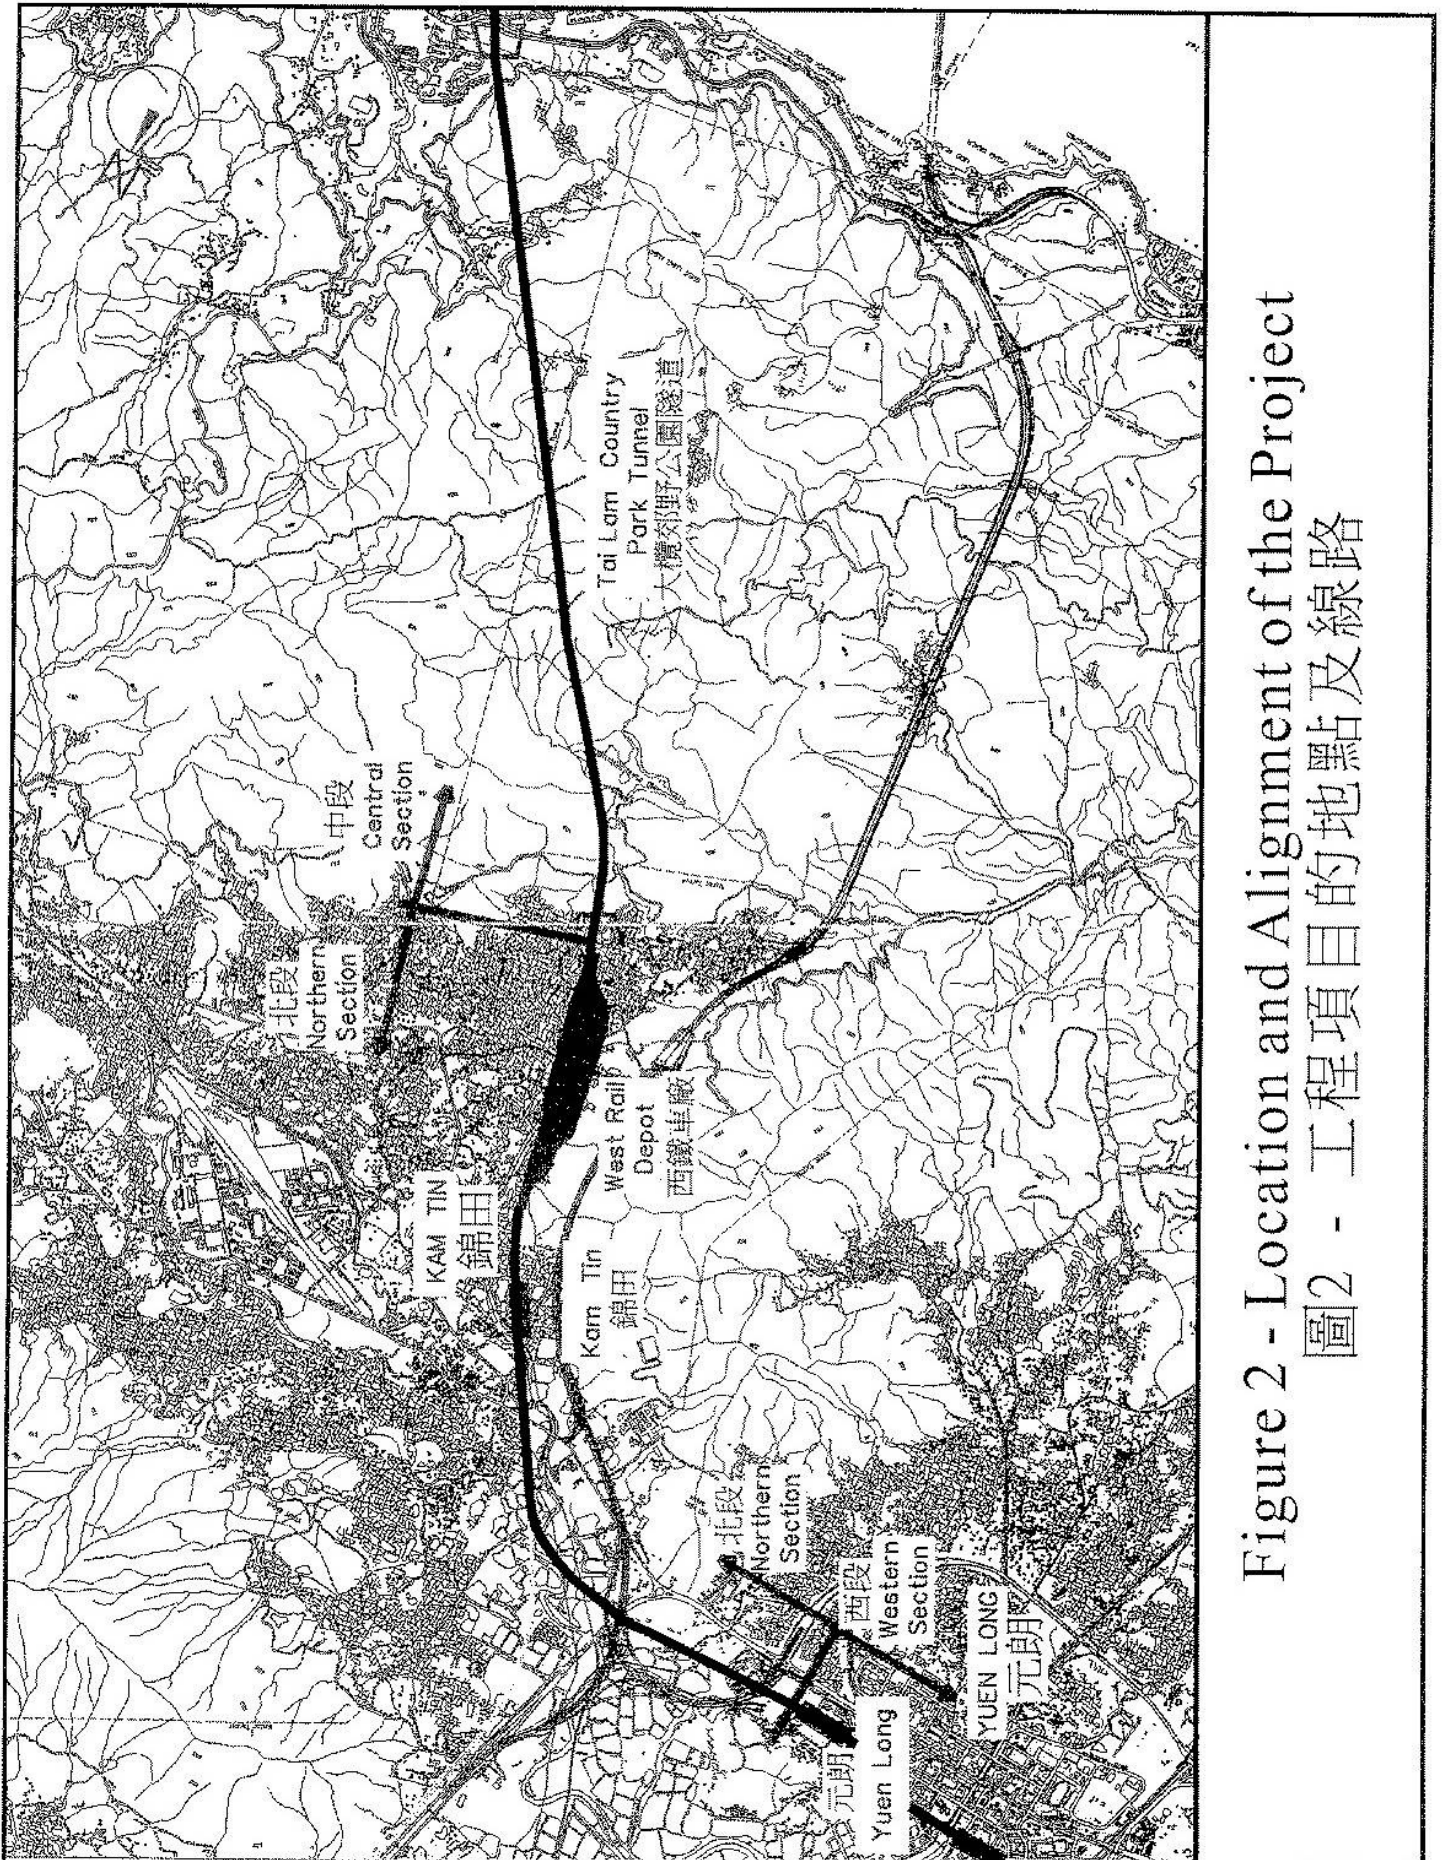 中段
Central
Section
北段
Northern
Section
Tai Lam Country
Park Tunnel
大欖郊野公園隧道
KAM TIN
錦田
West Rail
Depot
西鐵車廠
Kam Tin
錦田
北段
Northern
Section
西段
Western
Section
YUEN LONG
元朗
元朗
Yuen Long
Figure 2 - Location and Alignment of the Project
圖2 - 工程項目的地點及線路